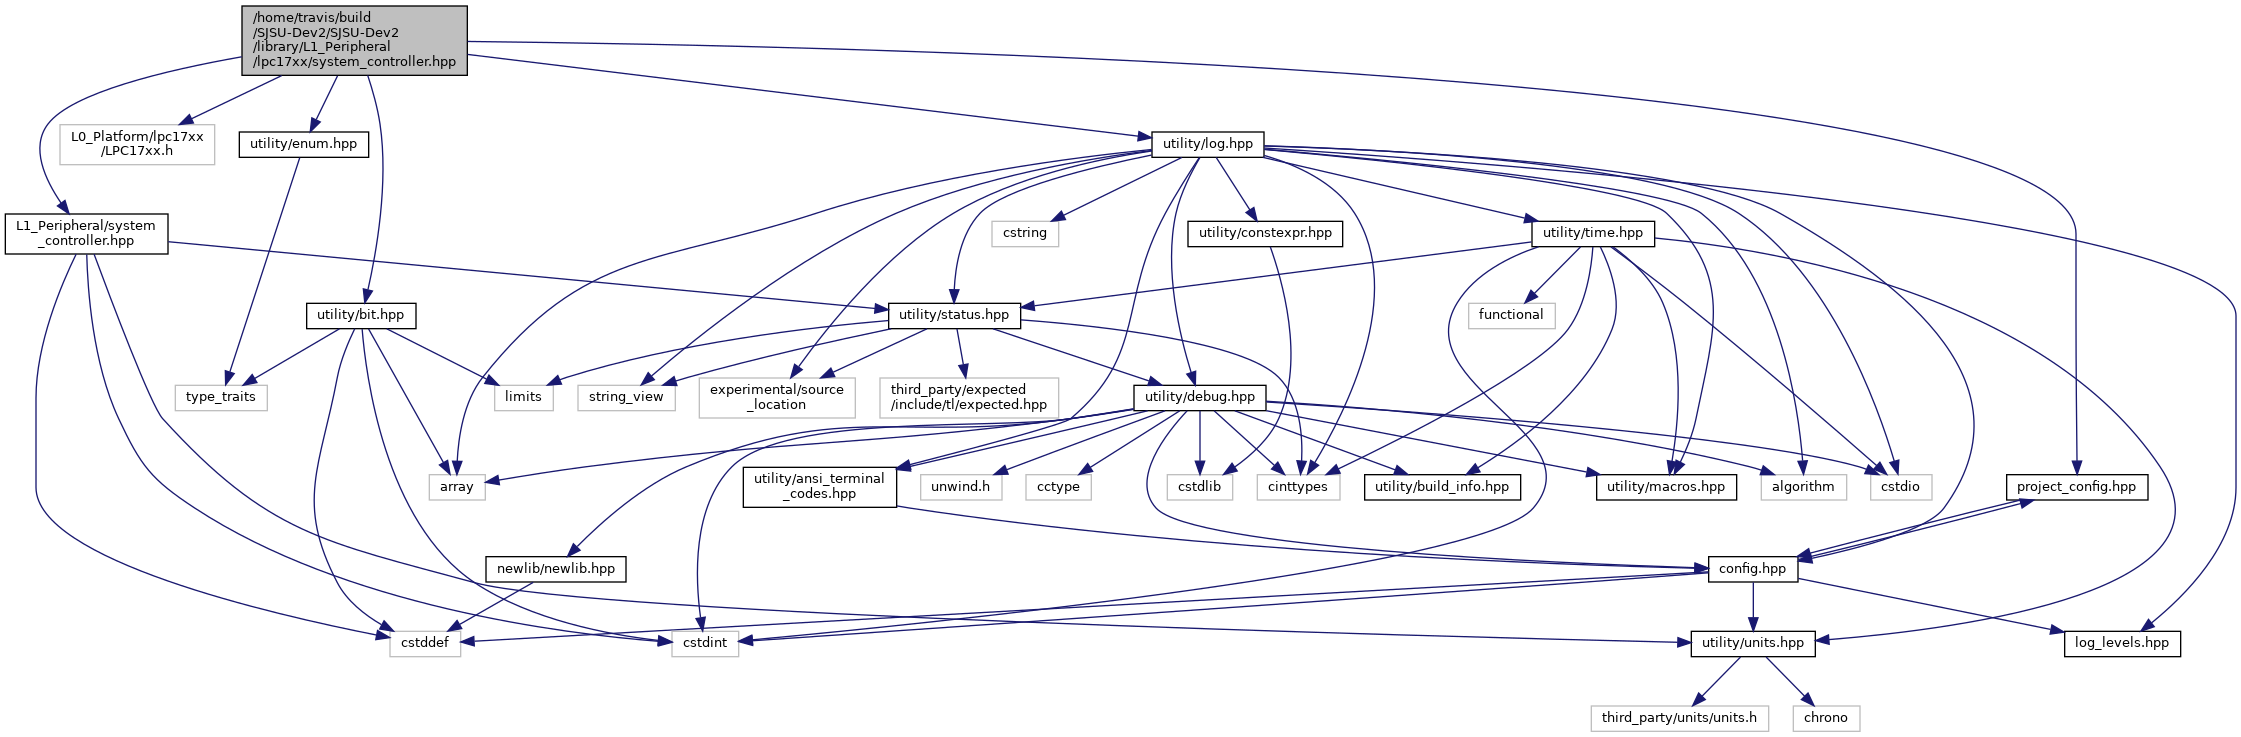 /home/travis/build
/SJSU-Dev2/SJSU-Dev2
/library/L1_Peripheral
/lpc17xx/system_controller.hpp
L0_Platform/lpc17xx
/LPC17xx.h
utility/enum.hpp
utility/log.hpp
L1_Peripheral/system
_controller.hpp
cstring
utility/constexpr.hpp
utility/time.hpp
utility/bit.hpp
utility/status.hpp
functional
type_traits
limits
string_view
experimental/source
_location
third_party/expected
/include/tl/expected.hpp
utility/debug.hpp
array
utility/ansi_terminal
_codes.hpp
unwind.h
cctype
cstdlib
cinttypes
utility/build_info.hpp
utility/macros.hpp
algorithm
cstdio
project_config.hpp
newlib/newlib.hpp
config.hpp
cstddef
cstdint
utility/units.hpp
log_levels.hpp
third_party/units/units.h
chrono